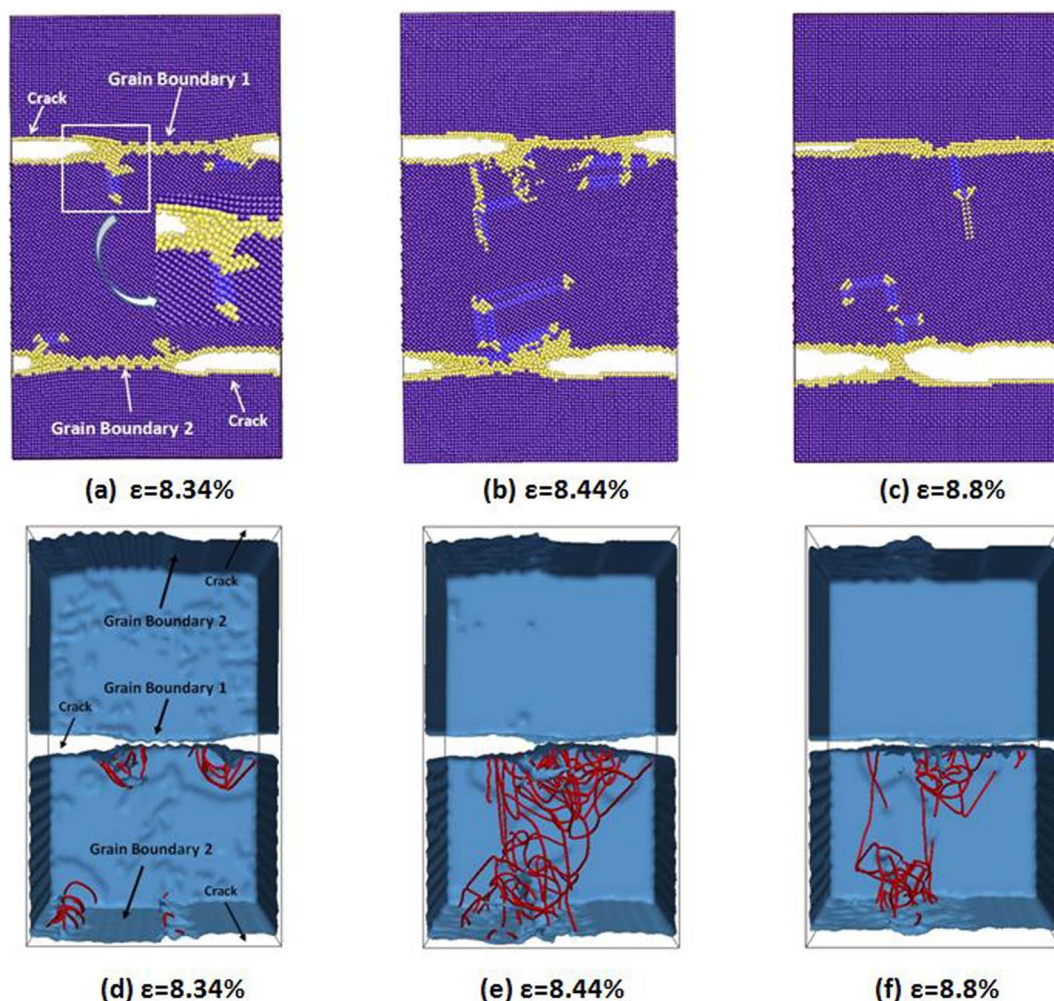 Grain Boundary 1
Crack
Grain Boundary 2
Crack
(a) ε=8.34%
(b) ε=8.44%
(c) ε=8.8%
Crack
Grain Boundary 2
Grain Boundary 1
Crack
Grain Boundary 2
Crack
(d) ε=8.34%
(e) ε=8.44%
(f) ε=8.8%